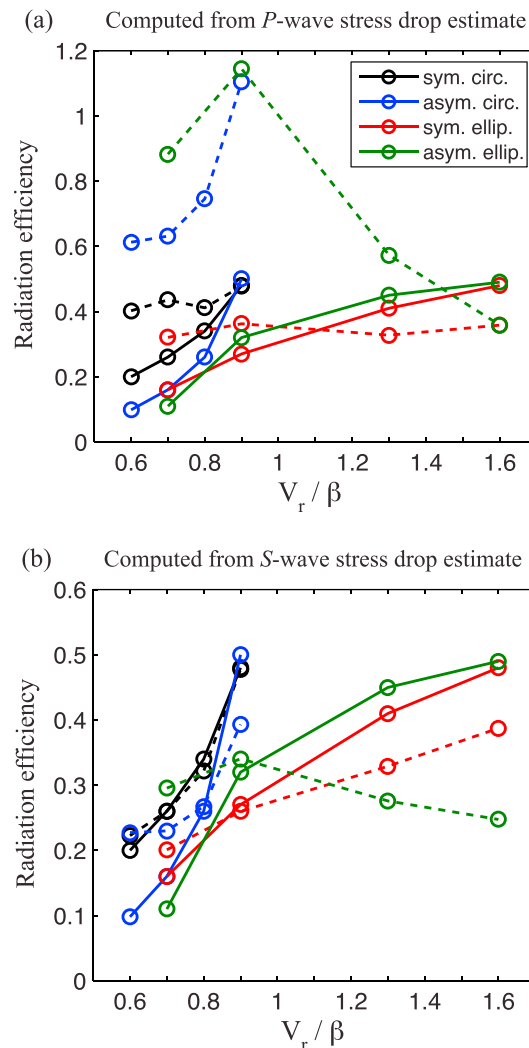 (a) Computed from P-wave stress drop estimate
1.2
1
0.8
0.6
0.4
0.2
0
Radiation efficiency
sym. circ.
asym. circ.
sym. ellip.
asym. ellip.
0.6 0.8 1 1.2 1.4 1.6
V_r / β
(b) Computed from S-wave stress drop estimate
0.6
0.5
0.4
0.3
0.2
0.1
0
Radiation efficiency
0.6 0.8 1 1.2 1.4 1.6
V_r / β